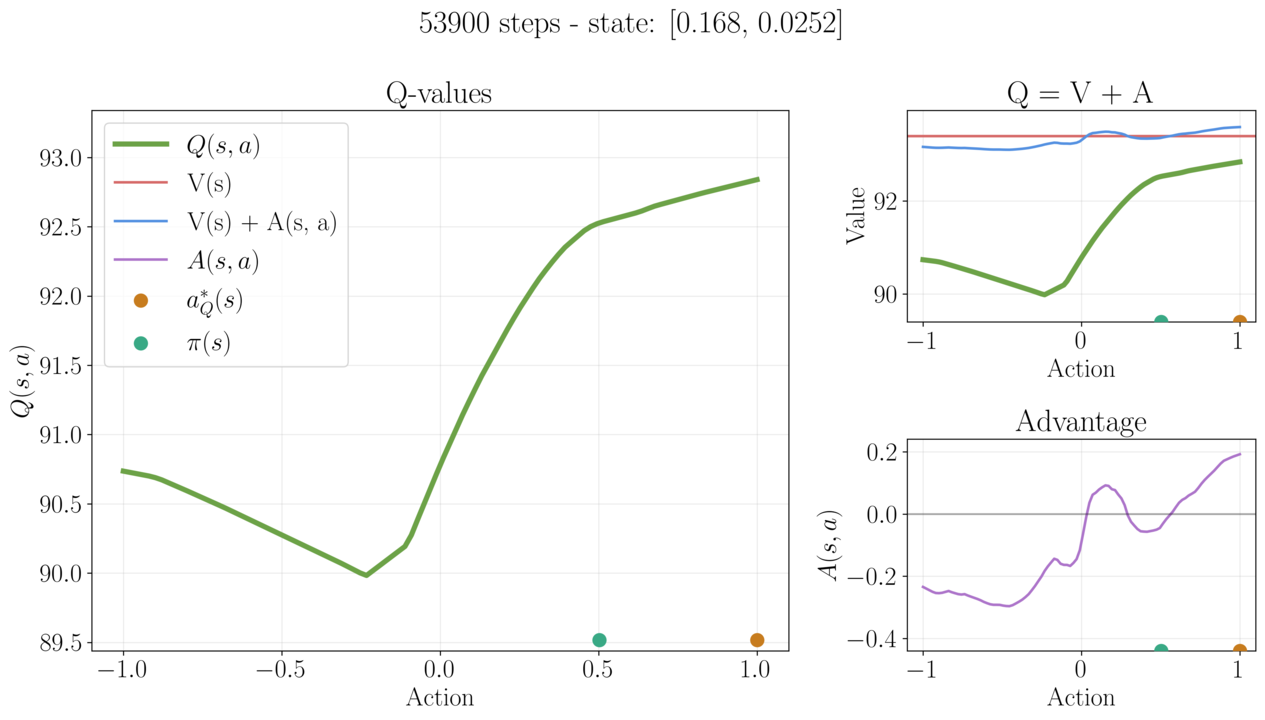 53900 steps - state: [0.168, 0.0252]
Q-values
Q(s, a)
93.0
92.5
92.0
91.5
91.0
90.5
90.0
89.5
Q(s, a)
V(s)
V(s) + A(s, a)
A(s, a)
a*Q(s)
π(s)
−1.0
−0.5
0.0
0.5
1.0
Action
Q = V + A
Value
92
90
−1
0
1
Action
Advantage
A(s, a)
0.2
0.0
−0.2
−0.4
−1
0
1
Action